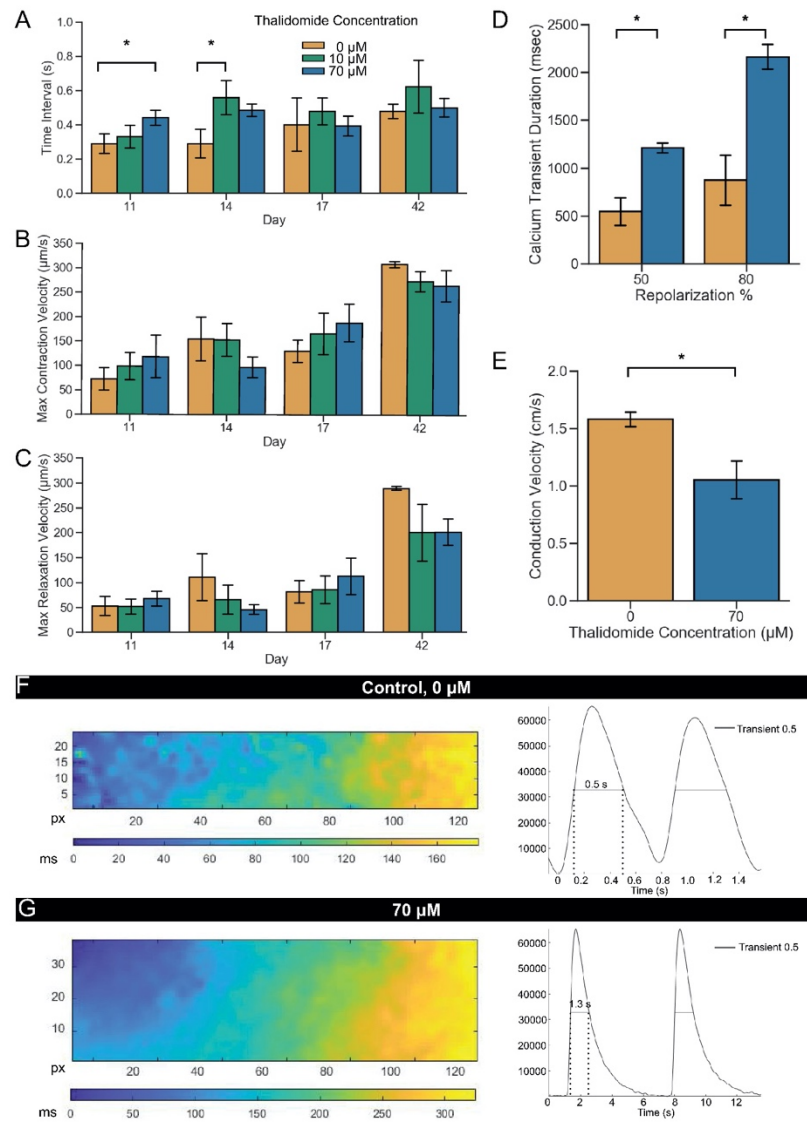 A
Thalidomide Concentration
0 µM
10 µM
70 µM
*
*
Time Interval (s)
1.0
0.8
0.6
0.4
0.2
0.0
11 14 17 42
Day
B
Max Contraction Velocity (µm/s)
350
300
250
200
150
100
50
0
11 14 17 42
Day
C
Max Relaxation Velocity (µm/s)
350
300
250
200
150
100
50
0
11 14 17 42
Day
D
*
*
Calcium Transient Duration (msec)
2500
2000
1500
1000
500
0
50 80
Repolarization %
E
*
Conduction Velocity (cm/s)
2.0
1.5
1.0
0.5
0.0
0 70
Thalidomide Concentration (µM)
F
Control, 0 µM
20
15
10
5
px
20 40 60 80 100 120
ms
0 20 40 60 80 100 120 140 160
60000
50000
40000
30000
20000
10000
Transient 0.5
0.5 s
0 0.2 0.4 0.6 0.8 1.0 1.2 1.4
Time (s)
G
70 µM
30
20
10
px
20 40 60 80 100 120
ms
0 50 100 150 200 250 300
60000
50000
40000
30000
20000
10000
0
Transient 0.5
1.3 s
0 2 4 6 8 10 12
Time (s)